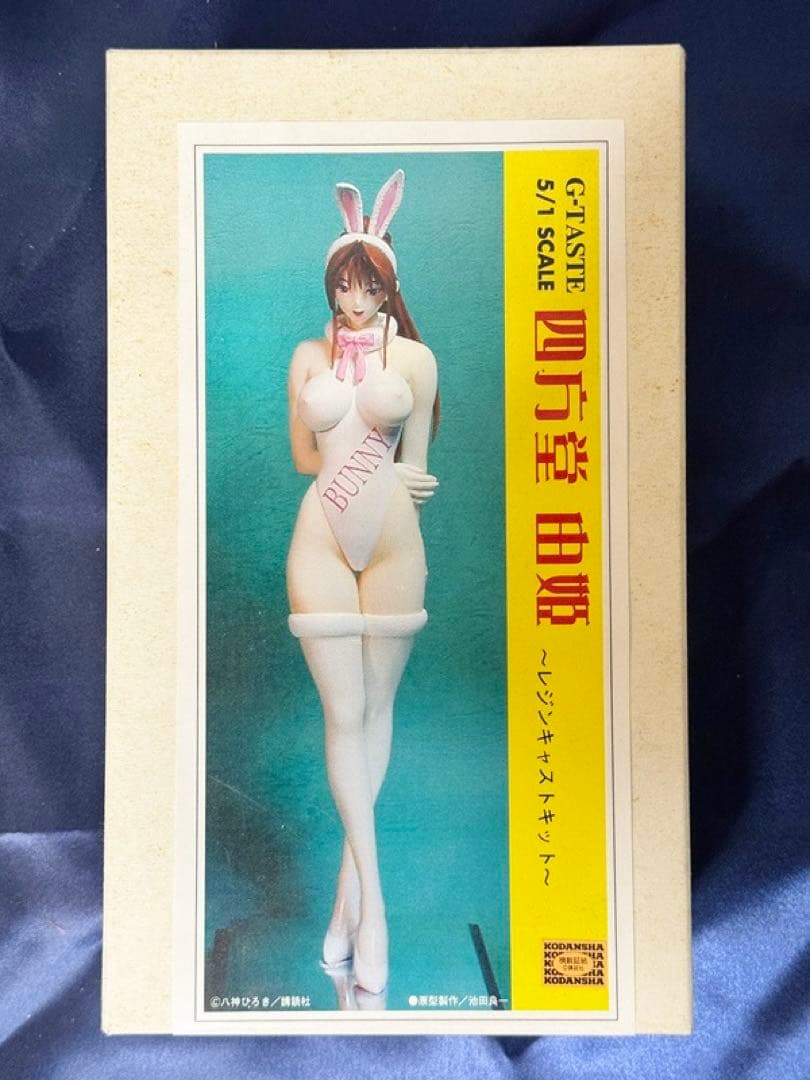 G-TASTE
5/1 SCALE
四方堂 由姫
～レジンキャストキット～
BUNNY
©八神ひろき／講談社
●原型製作／池田良一
KODANSHA
KODANSHA